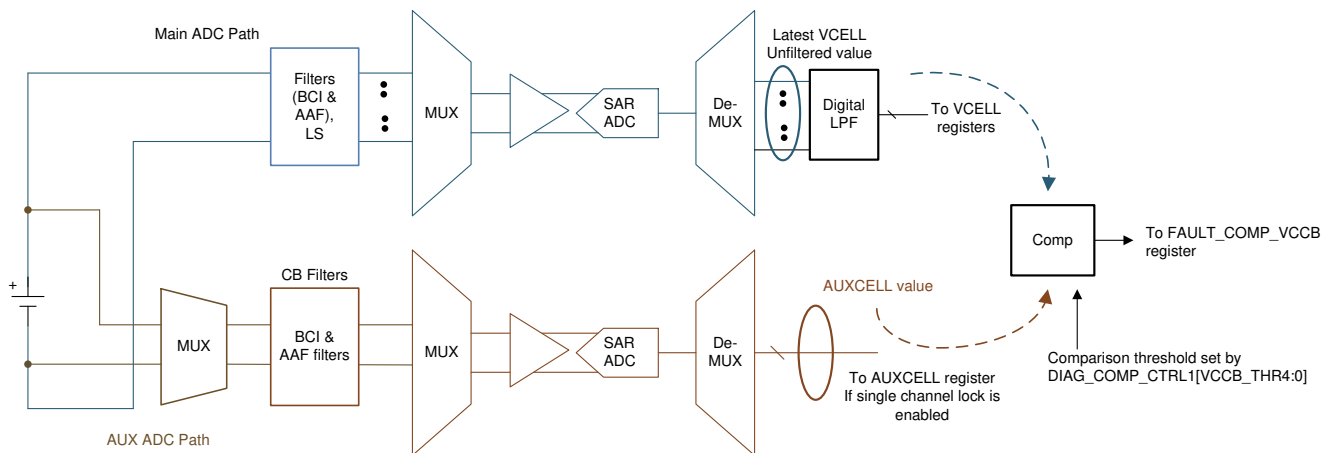 Main ADC Path
Filters
(BCI &
AAF),
LS
MUX
SAR
ADC
De-
MUX
Latest VCELL
Unfiltered value
Digital
LPF
To VCELL
registers
Comp
To FAULT_COMP_VCCB
register
Comparison threshold set by
DIAG_COMP_CTRL1[VCCB_THR4:0]
+
MUX
CB Filters
BCI &
AAF filters
MUX
SAR
ADC
De-
MUX
AUXCELL value
To AUXCELL register
If single channel lock is
enabled
AUX ADC Path